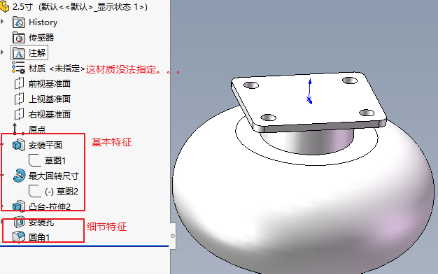 2.5寸 (默认<<默认>_显示状态 1>)
History
传感器
注解
材质 <未指定>
这材质没法指定。。。
前视基准面
上视基准面
右视基准面
原点
安装平面
草图1
基本特征
最大回转尺寸
(-) 草图2
凸台-拉伸2
安装孔
细节特征
圆角1